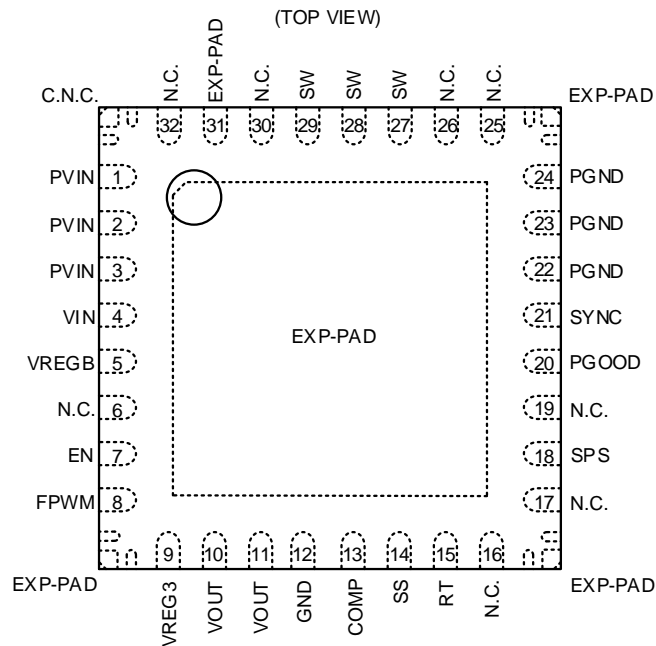 (TOP VIEW)
C.N.C.
N.C.
EXP-PAD
N.C.
SW
SW
SW
N.C.
N.C.
EXP-PAD
32
31
30
29
28
27
26
25
PVIN 1
PVIN 2
PVIN 3
VIN 4
VREGB 5
N.C. 6
EN 7
FPWM 8
EXP-PAD
24 PGND
23 PGND
22 PGND
21 SYNC
20 PGOOD
19 N.C.
18 SPS
17 N.C.
9
10
11
12
13
14
15
16
EXP-PAD
VREG3
VOUT
VOUT
GND
COMP
SS
RT
N.C.
EXP-PAD